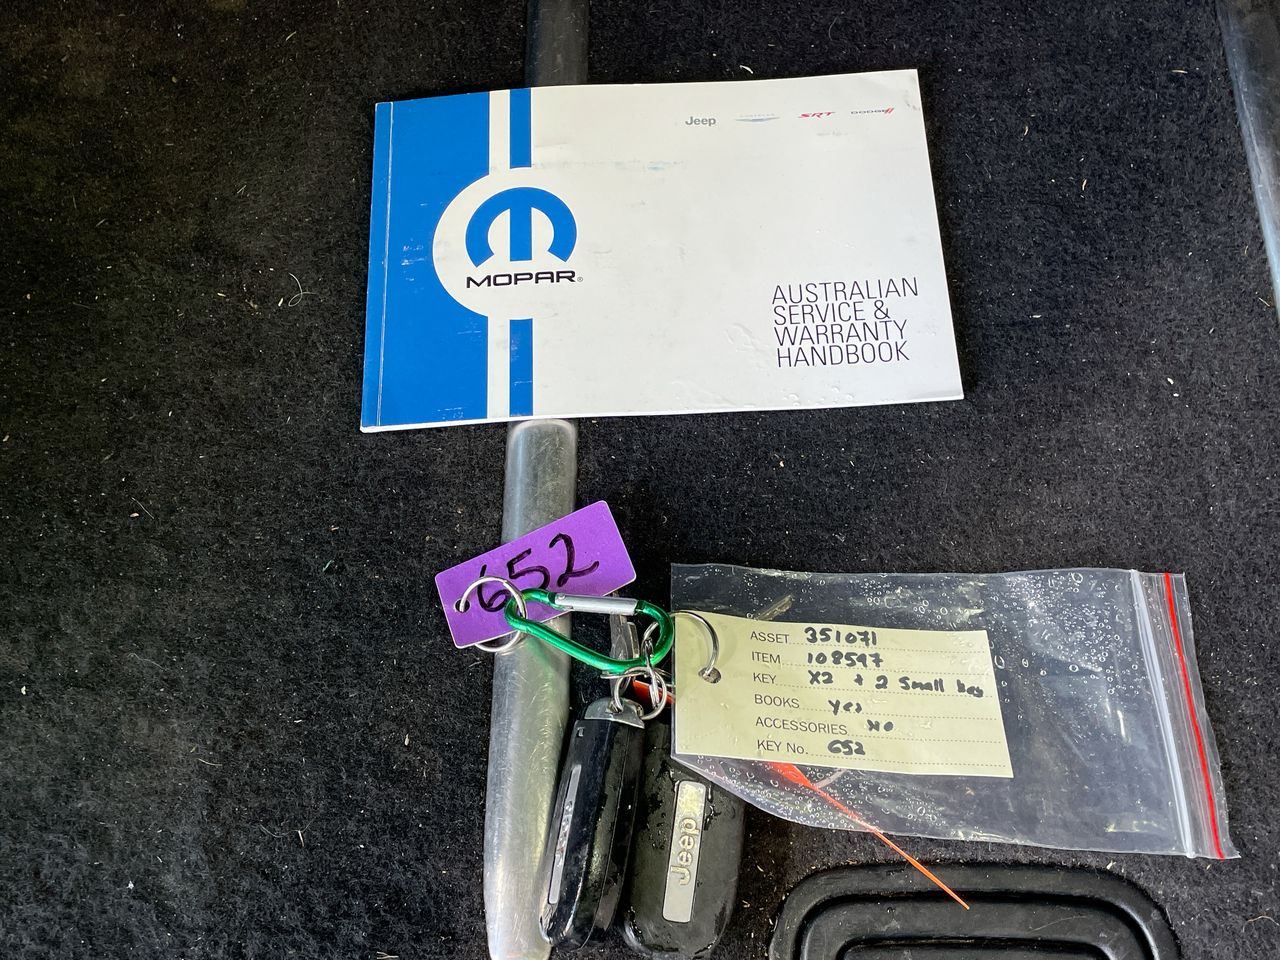 Jeep SRT DODGE
MOPAR®
AUSTRALIAN
SERVICE &
WARRANTY
HANDBOOK
652
ASSET 351071
ITEM 108597
KEY X2 + 2 Small key
BOOKS yes
ACCESSORIES NO
KEY No. 652
Jeep